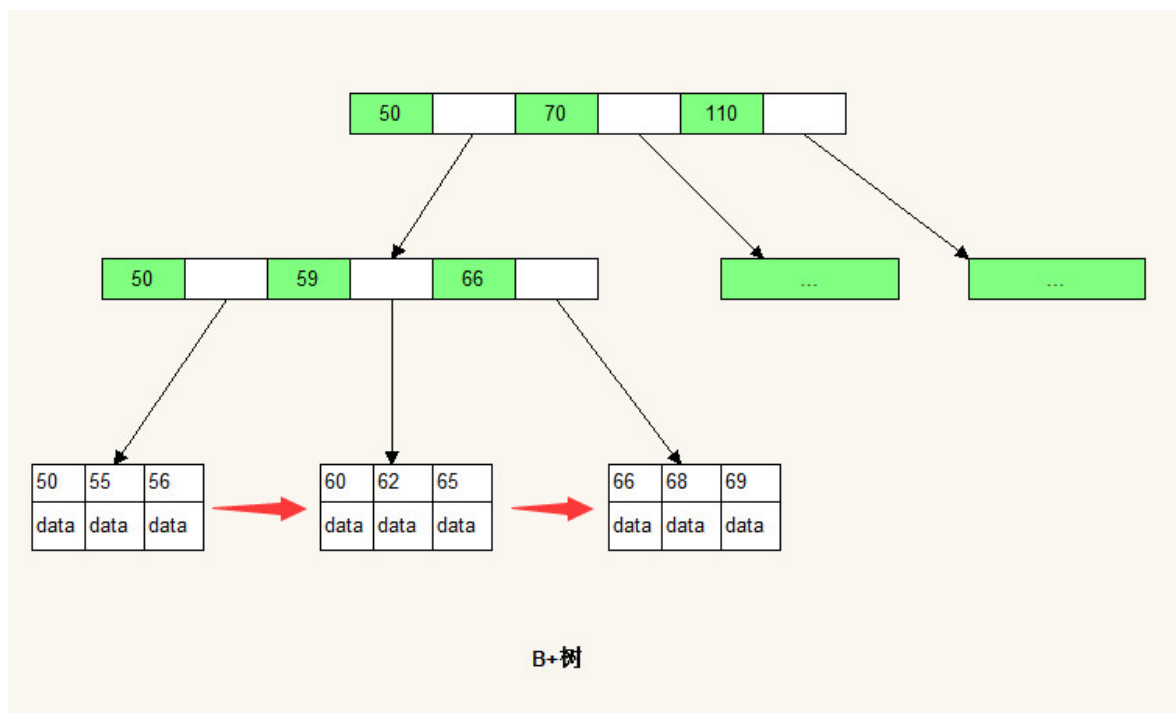 50 70 110
50 59 66 ... ...
50 55 56 60 62 65 66 68 69
data data data data data data data data data
B+树